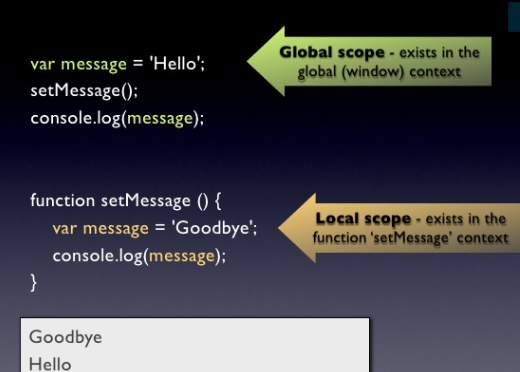 var message = 'Hello';
setMessage();
console.log(message);
Global scope - exists in the
global (window) context
function setMessage () {
var message = 'Goodbye';
console.log(message);
}
Local scope - exists in the
function 'setMessage' context
Goodbye
Hello